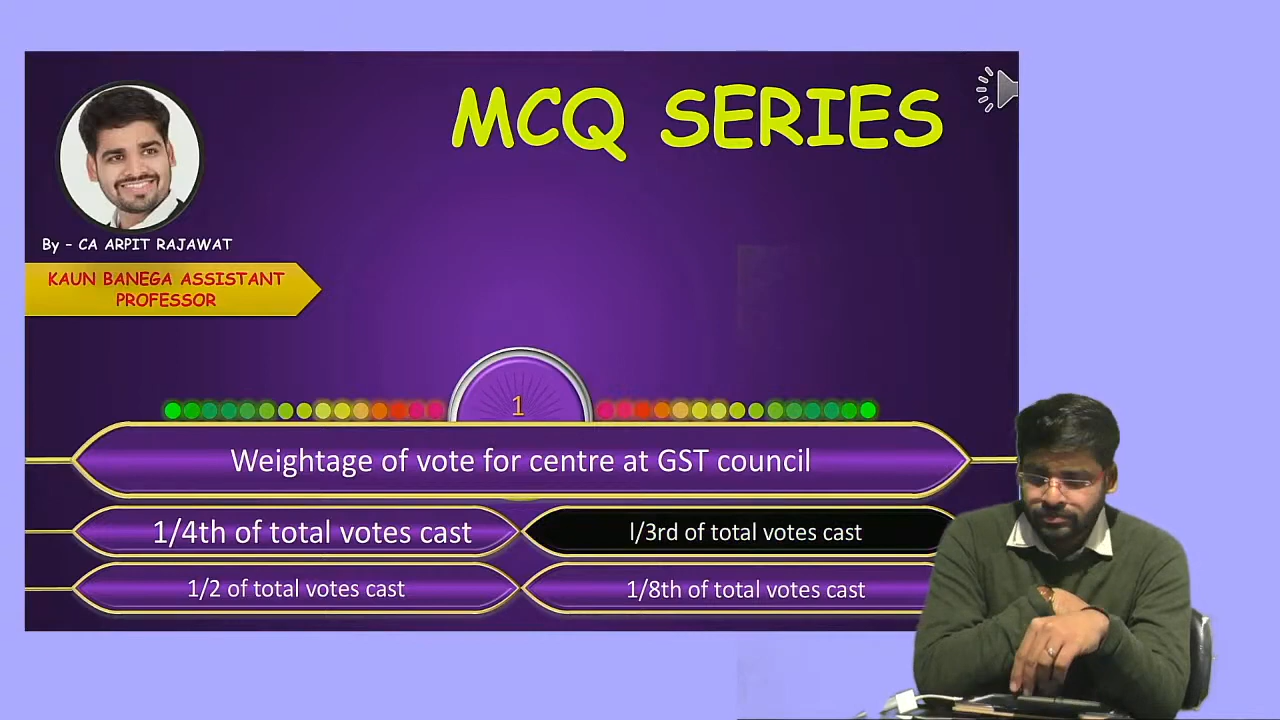 MCQ SERIES
By - CA ARPIT RAJAWAT
KAUN BANEGA ASSISTANT
PROFESSOR
1
Weightage of vote for centre at GST council
1/4th of total votes cast
l/3rd of total votes cast
1/2 of total votes cast
1/8th of total votes cast